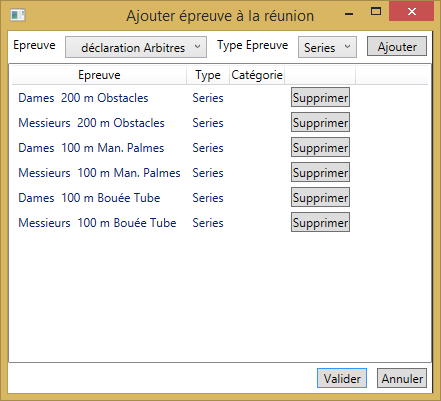 Ajouter épreuve à la réunion
Epreuve déclaration Arbitres Type Epreuve Series Ajouter
Epreuve Type Catégorie
Dames 200 m Obstacles Series Supprimer
Messieurs 200 m Obstacles Series Supprimer
Dames 100 m Man. Palmes Series Supprimer
Messieurs 100 m Man. Palmes Series Supprimer
Dames 100 m Bouée Tube Series Supprimer
Messieurs 100 m Bouée Tube Series Supprimer
Valider Annuler